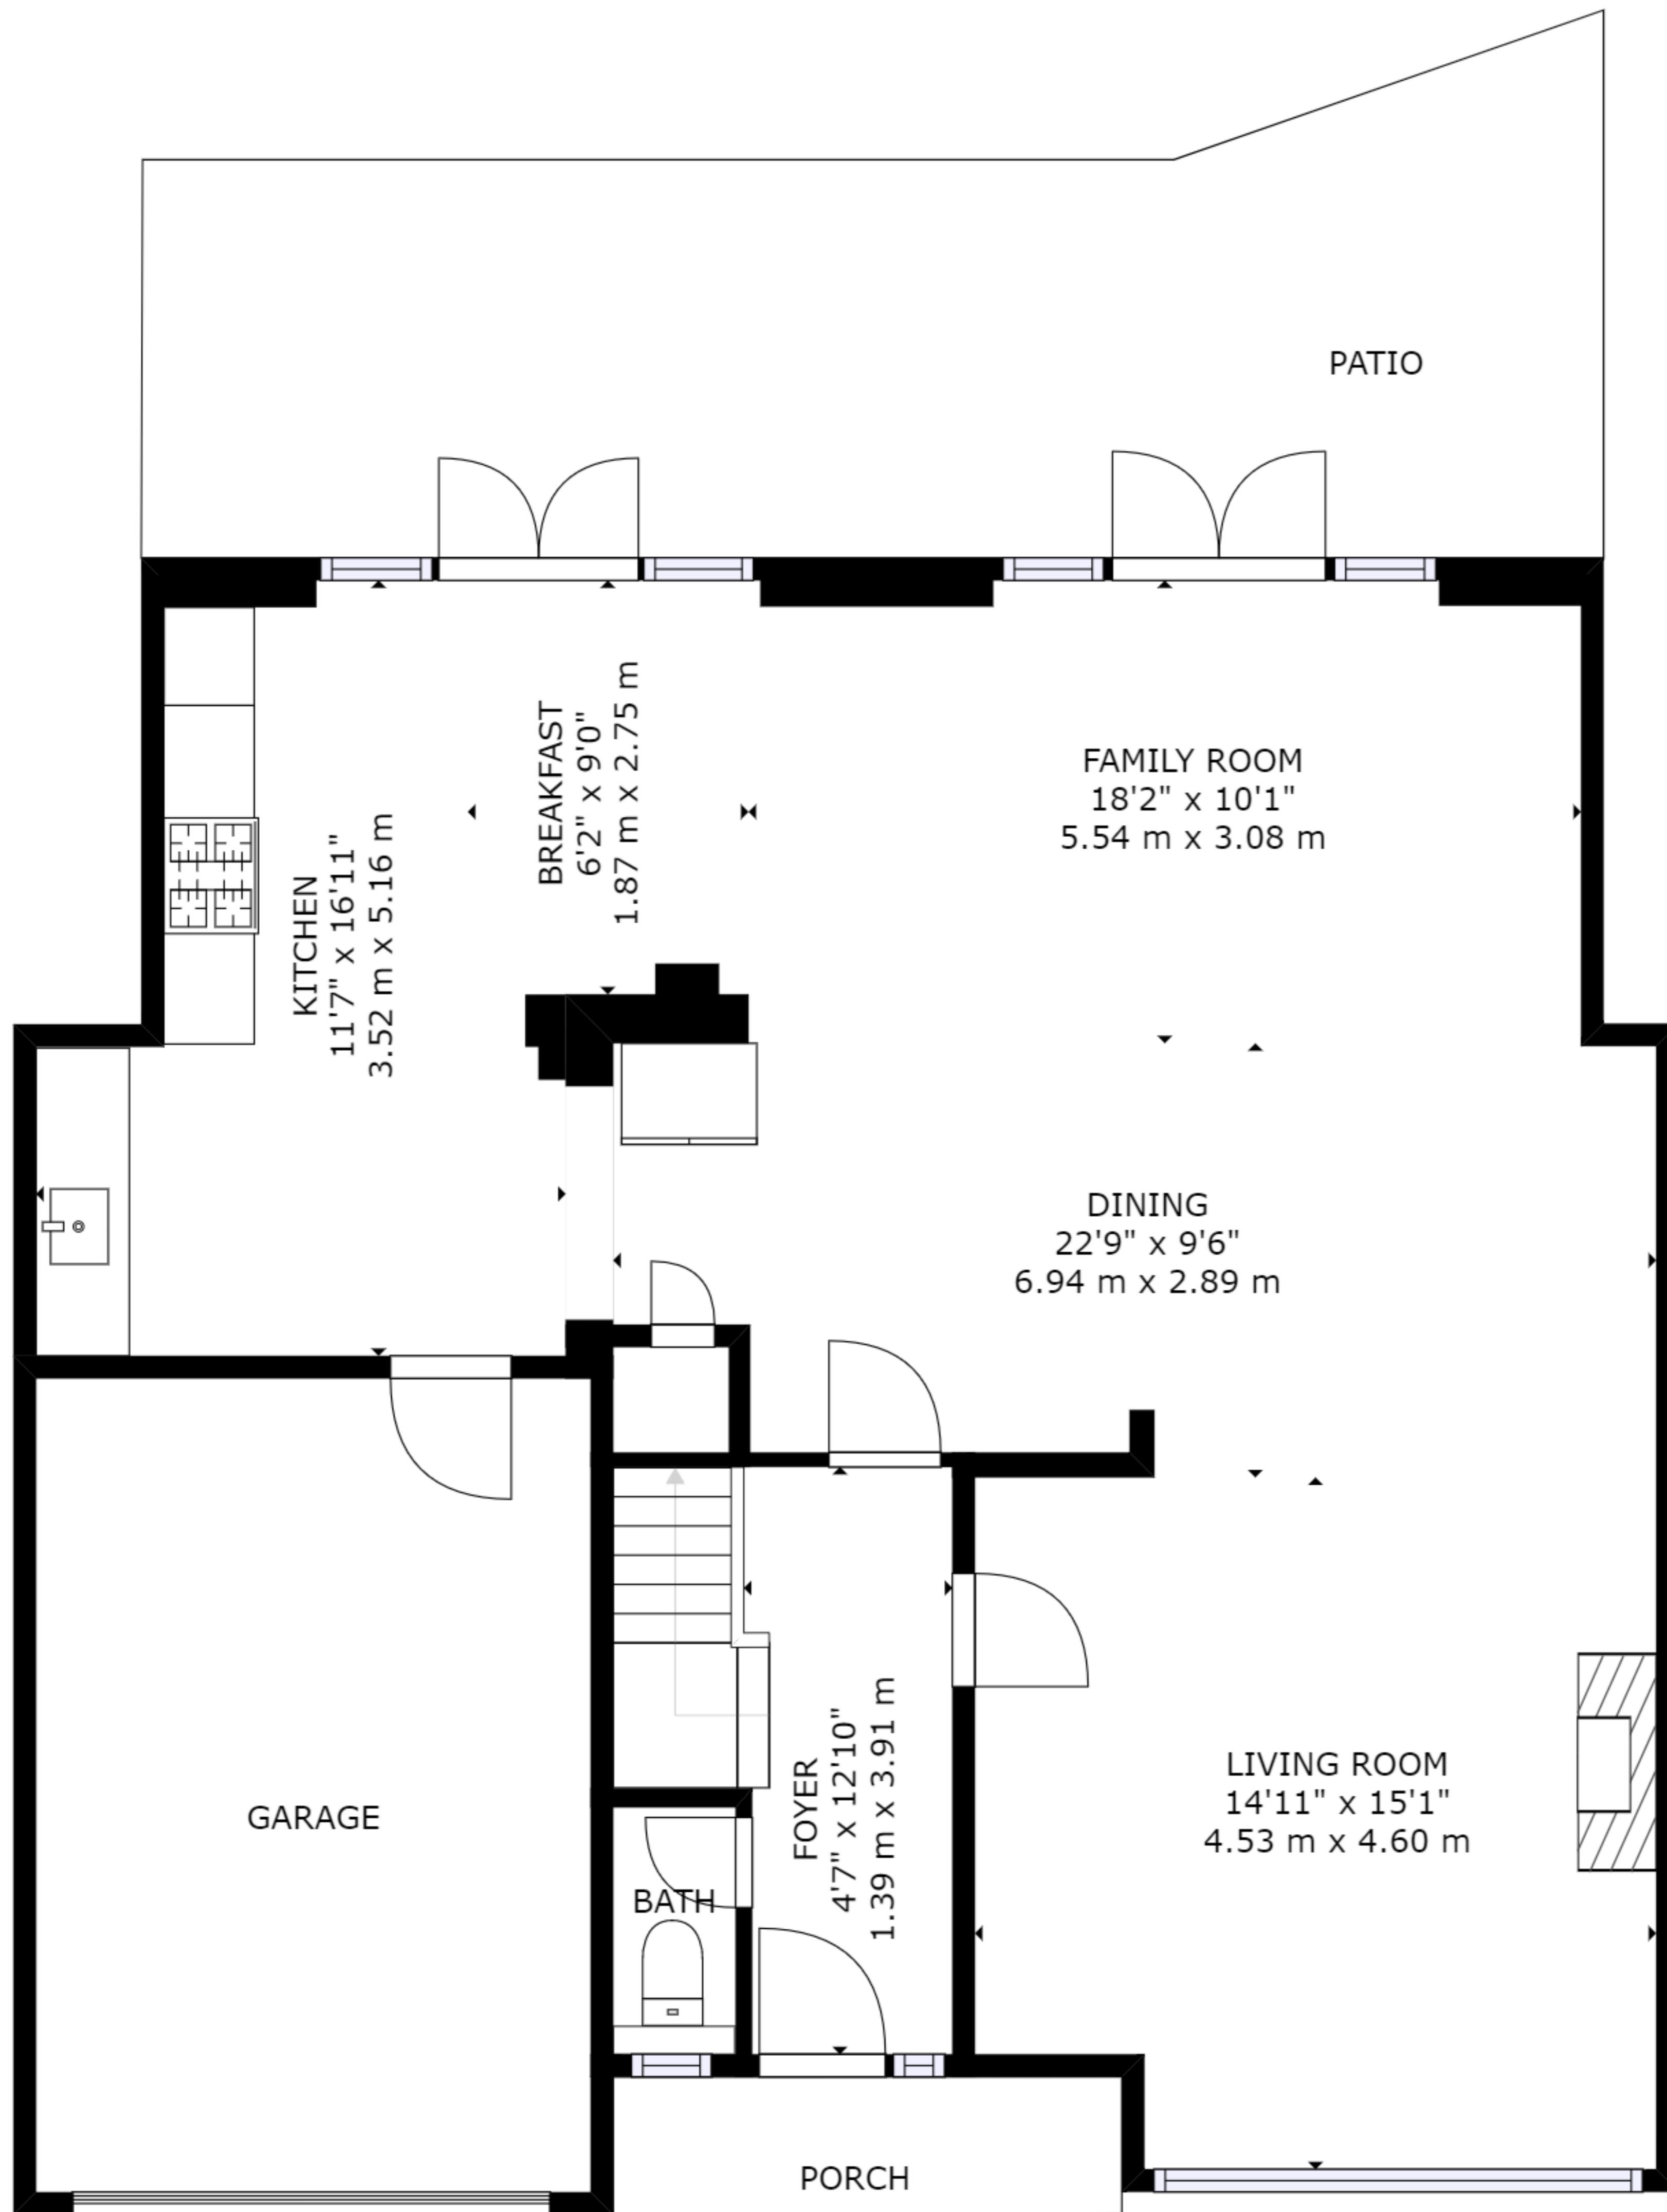 PATIO
FAMILY ROOM
18'2" x 10'1"
5.54 m x 3.08 m
BREAKFAST
6'2" x 9'0"
1.87 m x 2.75 m
KITCHEN
11'7" x 16'11"
3.52 m x 5.16 m
DINING
22'9" x 9'6"
6.94 m x 2.89 m
LIVING ROOM
14'11" x 15'1"
4.53 m x 4.60 m
FOYER
4'7" x 12'10"
1.39 m x 3.91 m
GARAGE
BATH
PORCH